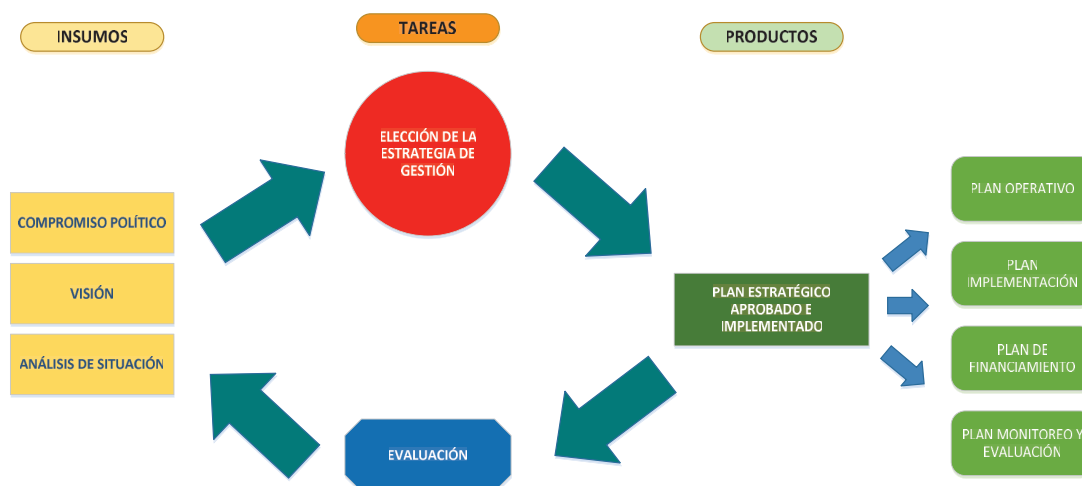 INSUMOS
TAREAS
PRODUCTOS
ELECCIÓN DE LA
ESTRATEGIA DE
GESTIÓN
COMPROMISO POLÍTICO
VISIÓN
ANÁLISIS DE SITUACIÓN
PLAN ESTRATÉGICO
APROBADO E
IMPLEMENTADO
EVALUACIÓN
PLAN OPERATIVO
PLAN
IMPLEMENTACIÓN
PLAN DE
FINANCIAMIENTO
PLAN MONITOREO Y
EVALUACIÓN